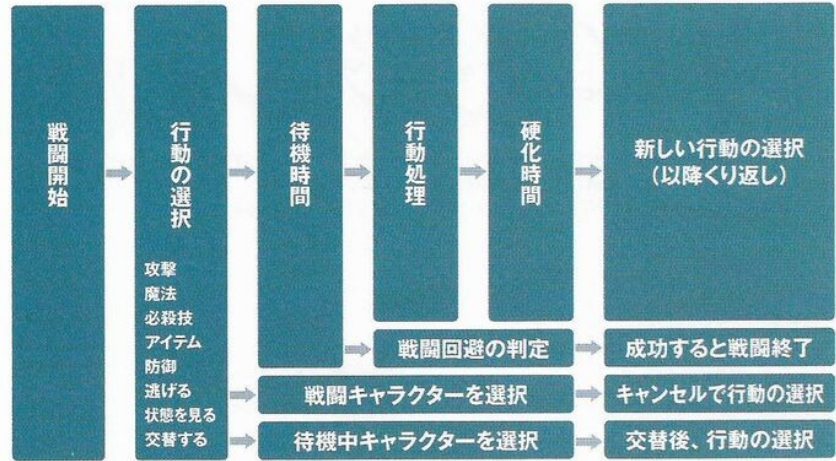 戦闘開始
行動の選択
攻撃
魔法
必殺技
アイテム
防御
逃げる
状態を見る
交替する
待機時間
行動処理
硬化時間
新しい行動の選択
(以降くり返し)
戦闘回避の判定
成功すると戦闘終了
戦闘キャラクターを選択
キャンセルで行動の選択
待機中キャラクターを選択
交替後、行動の選択